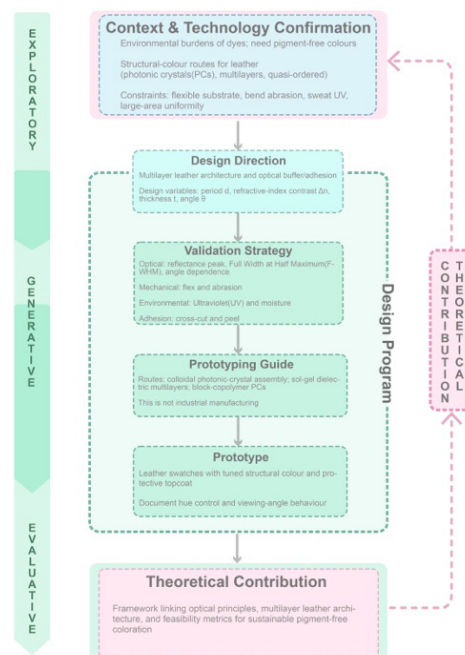 EXPLORATORY
Context & Technology Confirmation
Environmental burdens of dyes; need pigment-free
colours
Structural-colour routes for leather
(photonic crystals(PCs), multilayers, quasi-ordered)
Constraints: flexible substrate, bend abrasion, sweat UV,
large-area uniformity
Design Direction
Multilayer leather architecture and optical buffer/adhesion
Design variables: period d, refractive-index contrast Δn,
thickness t, angle θ
GENERATIVE
Validation Strategy
Optical: reflectance peak, Full Width at Half Maximum(F-
WHM), angle dependence
Mechanical: flex and abrasion
Environmental: Ultraviolet(UV) and moisture
Adhesion: cross-cut and peel
Prototyping Guide
Routes: colloidal photonic-crystal assembly; sol-gel dielec-
tric multilayers; block-copolymer PCs
This is not industrial manufacturing
Prototype
Leather swatches with tuned structural colour and pro-
tective topcoat
Document hue control and viewing-angle behaviour
Design Program
EVALUATIVE
Theoretical Contribution
Framework linking optical principles, multilayer leather archi-
tecture, and feasibility metrics for sustainable pigment-free
coloration
THEORETICAL
CONTRIBUTION